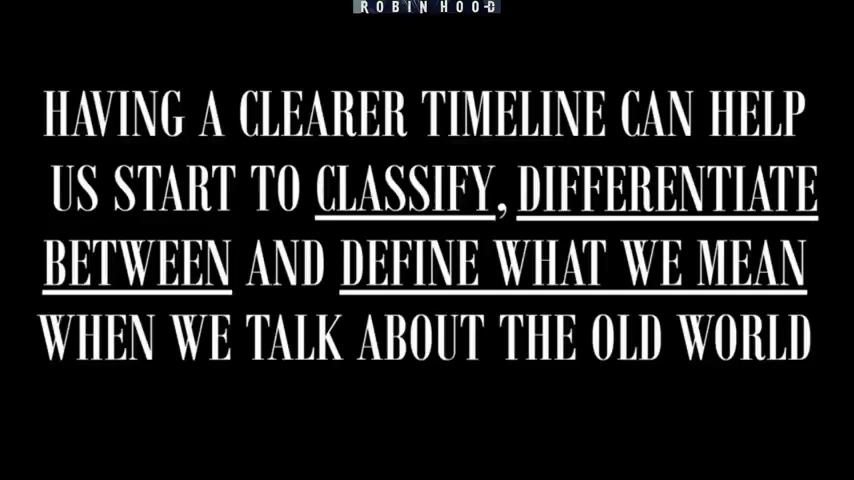 ROBIN HOOD
HAVING A CLEARER TIMELINE CAN HELP
US START TO CLASSIFY, DIFFERENTIATE
BETWEEN AND DEFINE WHAT WE MEAN
WHEN WE TALK ABOUT THE OLD WORLD